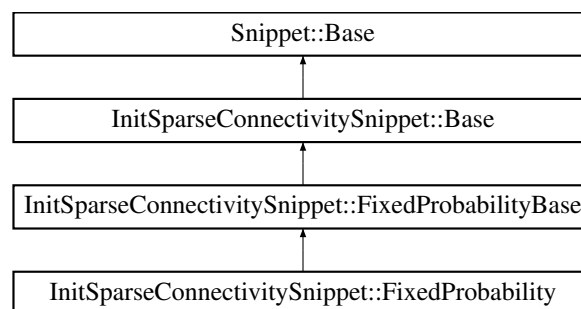 Snippet::Base
InitSparseConnectivitySnippet::Base
InitSparseConnectivitySnippet::FixedProbabilityBase
InitSparseConnectivitySnippet::FixedProbability